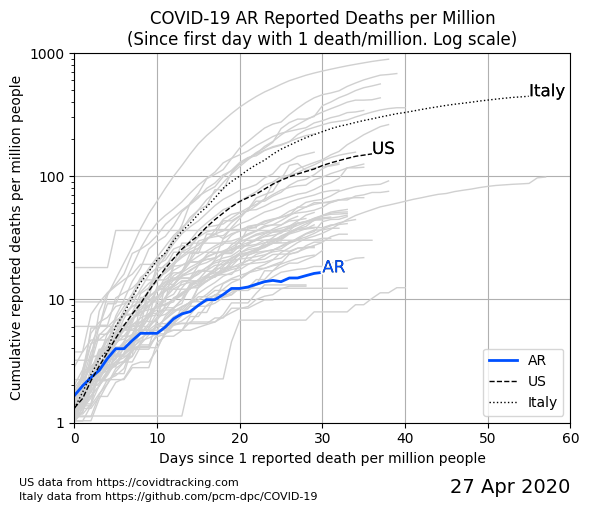 COVID-19 AR Reported Deaths per Million
(Since first day with 1 death/million. Log scale)
Cumulative reported deaths per million people
1000
100
10
1
Italy
US
AR
AR
US
Italy
0 10 20 30 40 50 60
Days since 1 reported death per million people
US data from https://covidtracking.com
Italy data from https://github.com/pcm-dpc/COVID-19
27 Apr 2020